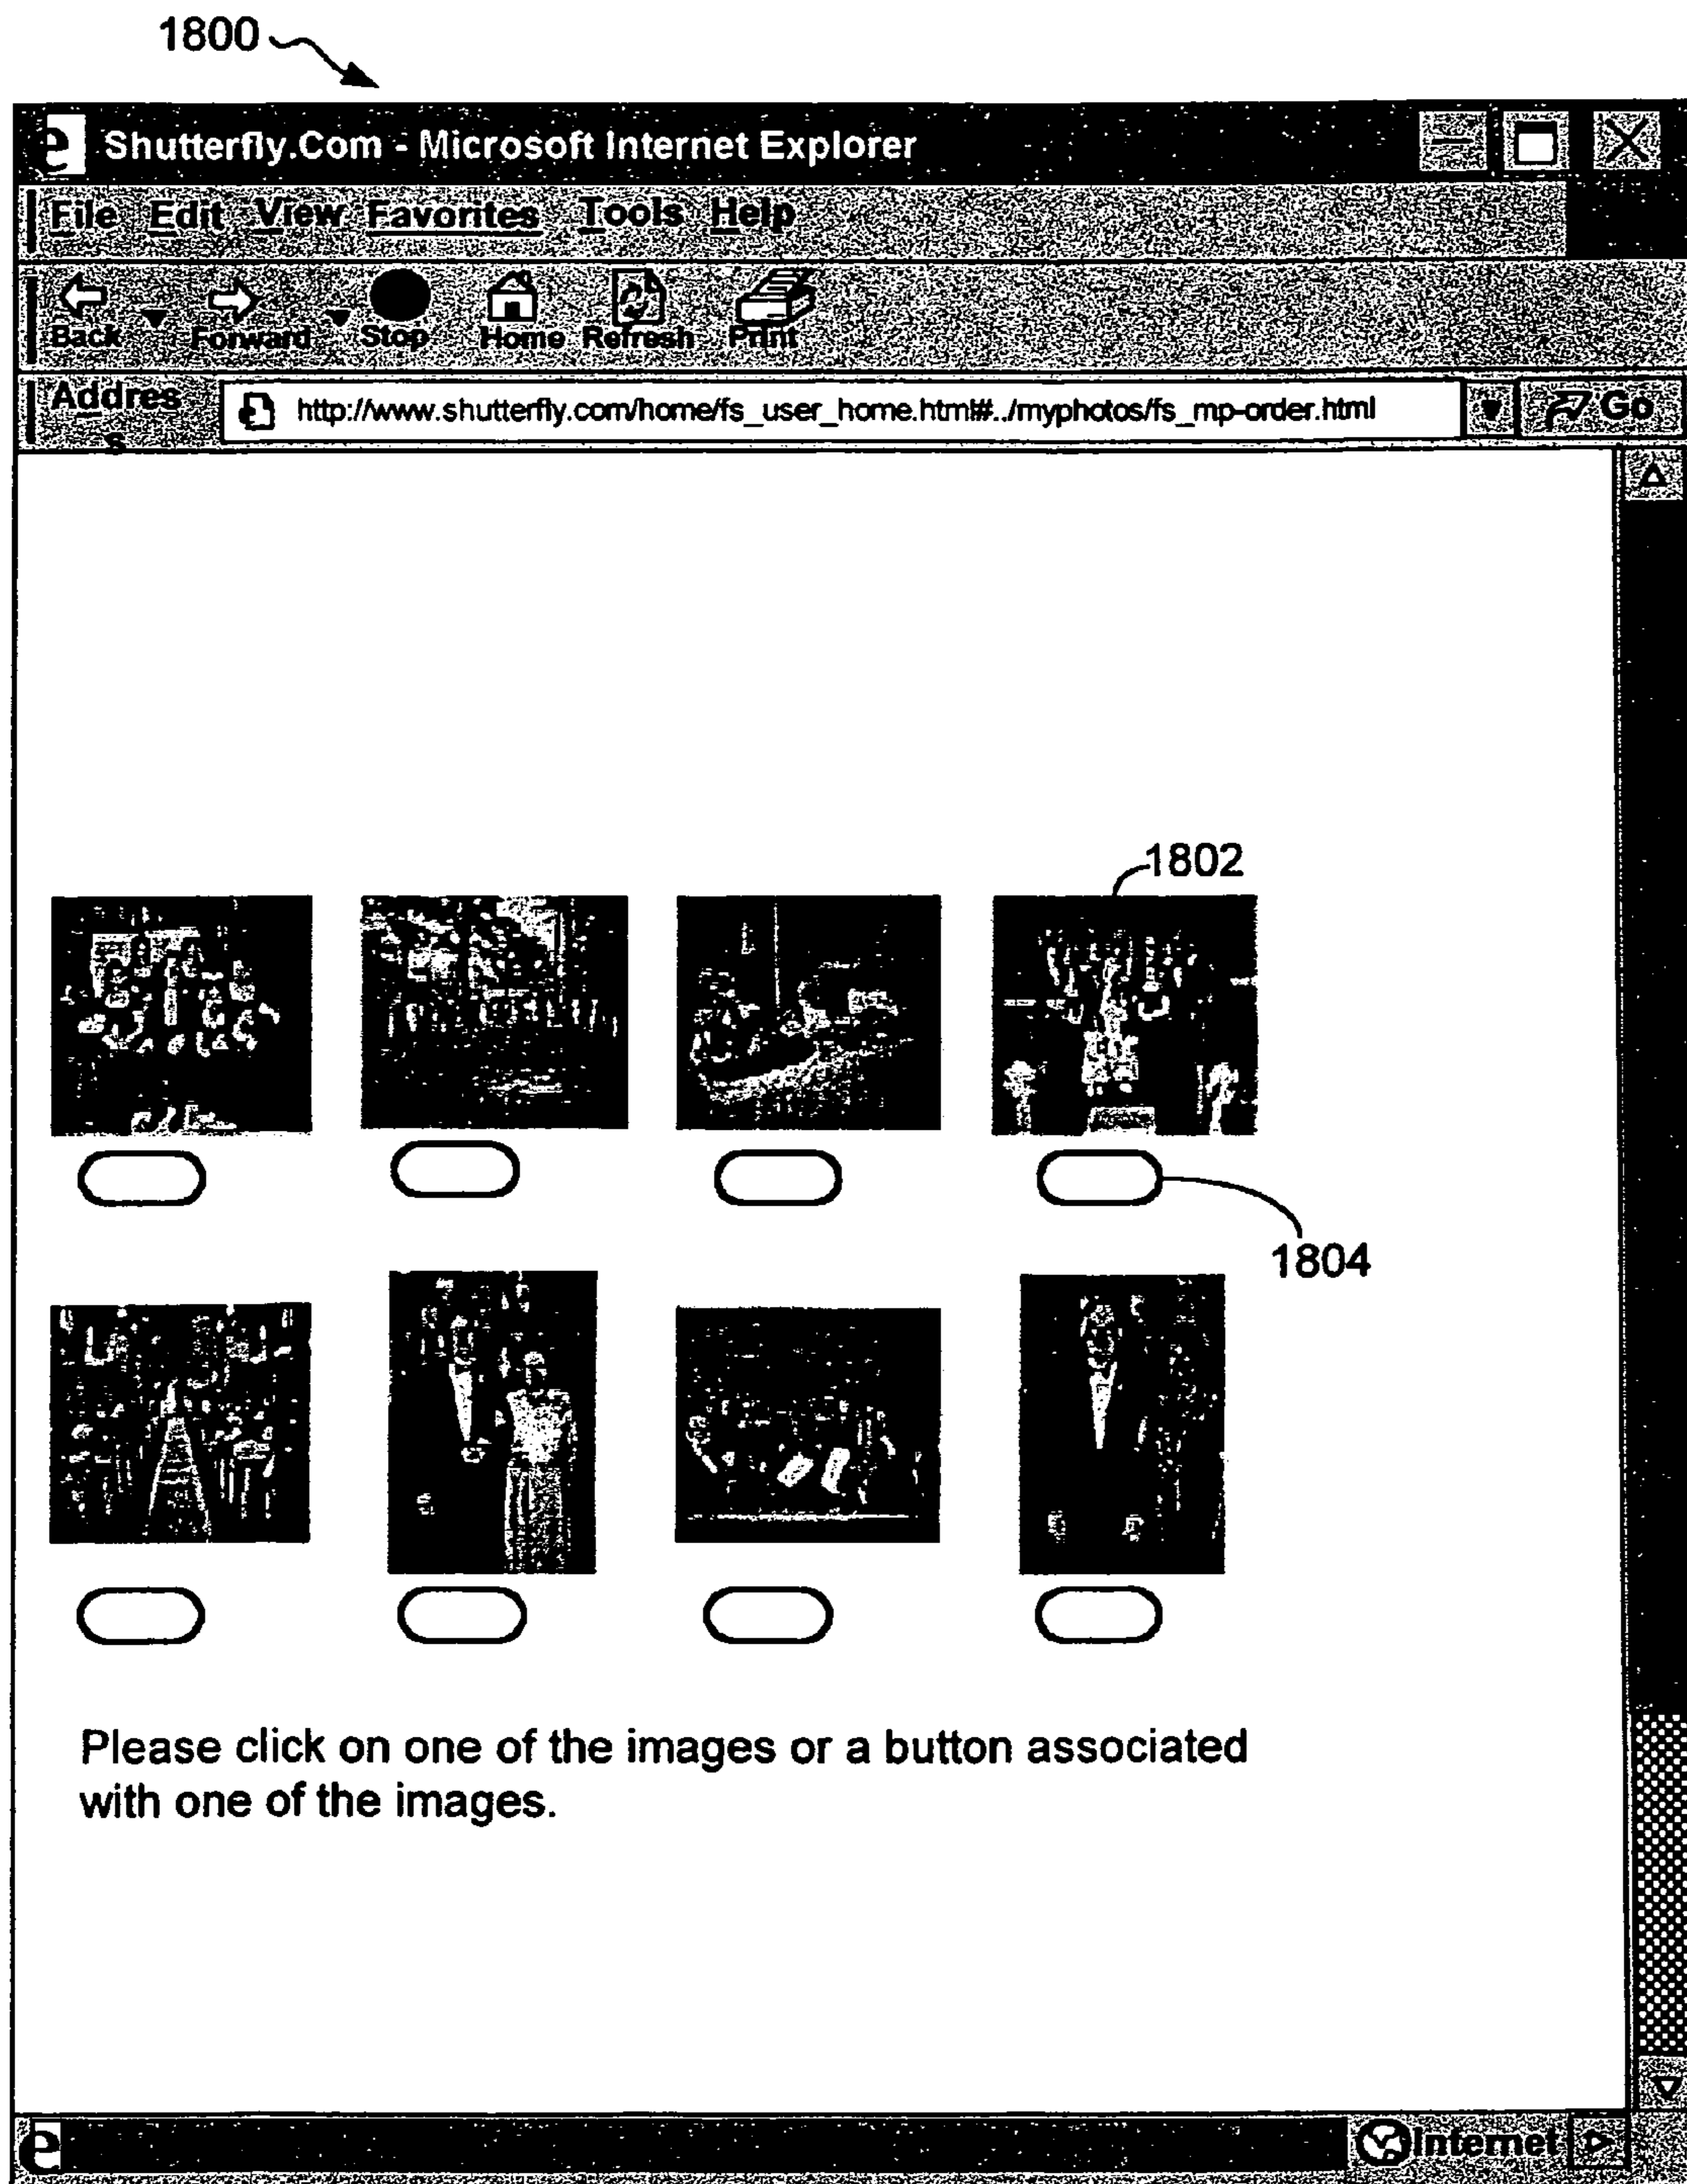 1800
Shutterfly.Com - Microsoft Internet Explorer
File Edit View Favorites Tools Help
Back Forward Stop Home Refresh Print
Addres
s
http://www.shutterfly.com/home/fs_user_home.html#../myphotos/fs_mp-order.html
Go
1802
1804
Please click on one of the images or a button associated
with one of the images.
Internet